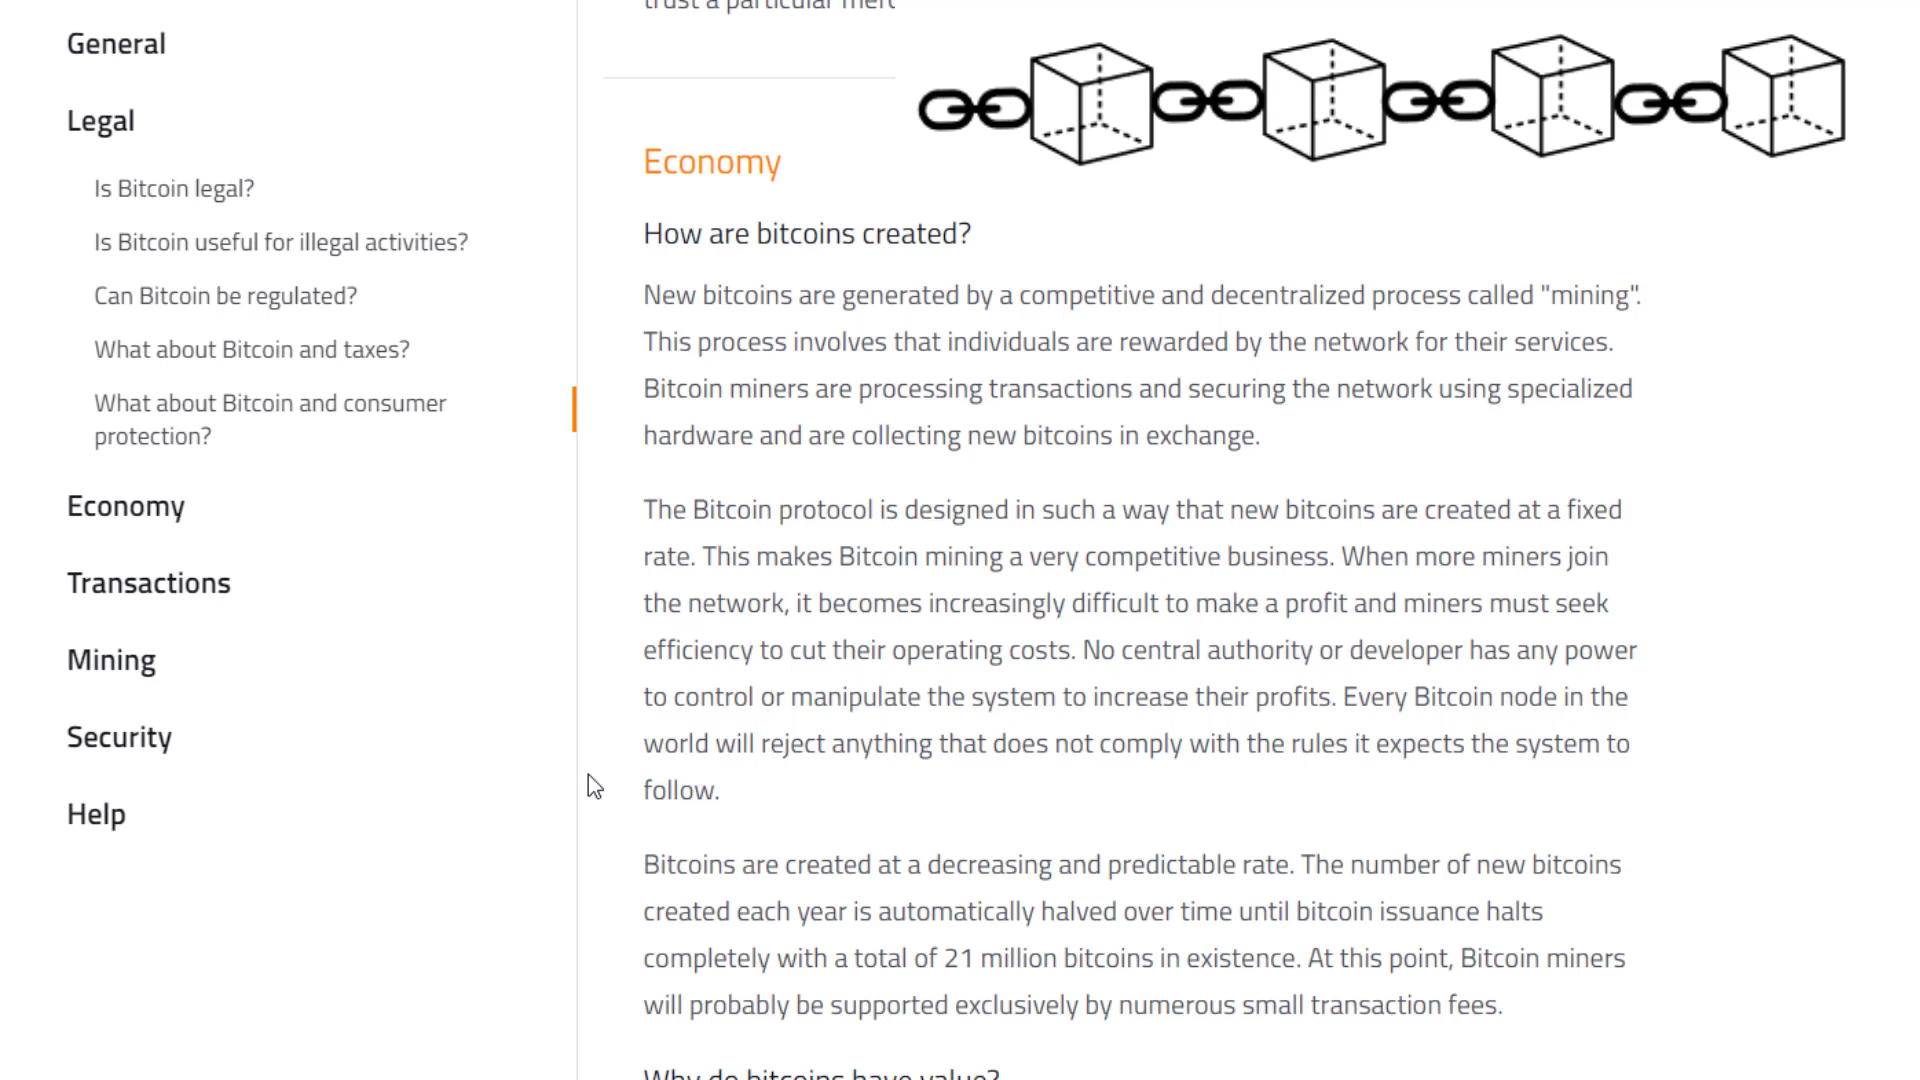 General
Legal
Is Bitcoin legal?
Is Bitcoin useful for illegal activities?
Can Bitcoin be regulated?
What about Bitcoin and taxes?
What about Bitcoin and consumer
protection?
Economy
Transactions
Mining
Security
Help
trust a particular
Economy
How are bitcoins created?
New bitcoins are generated by a competitive and decentralized process called "mining".
This process involves that individuals are rewarded by the network for their services.
Bitcoin miners are processing transactions and securing the network using specialized
hardware and are collecting new bitcoins in exchange.
The Bitcoin protocol is designed in such a way that new bitcoins are created at a fixed
rate. This makes Bitcoin mining a very competitive business. When more miners join
the network, it becomes increasingly difficult to make a profit and miners must seek
efficiency to cut their operating costs. No central authority or developer has any power
to control or manipulate the system to increase their profits. Every Bitcoin node in the
world will reject anything that does not comply with the rules it expects the system to
follow.
Bitcoins are created at a decreasing and predictable rate. The number of new bitcoins
created each year is automatically halved over time until bitcoin issuance halts
completely with a total of 21 million bitcoins in existence. At this point, Bitcoin miners
will probably be supported exclusively by numerous small transaction fees.
Why do bitcoins have value?